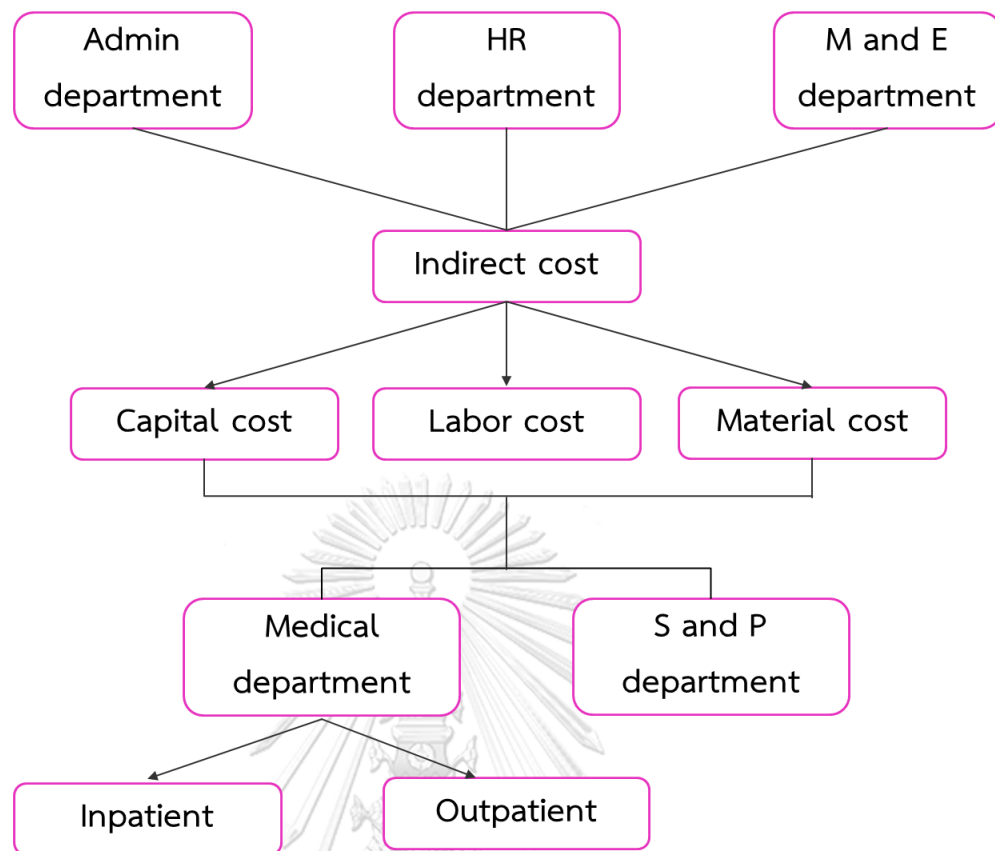 Admin
department
HR
department
M and E
department
Indirect cost
Capital cost
Labor cost
Material cost
Medical
department
S and P
department
Inpatient
Outpatient